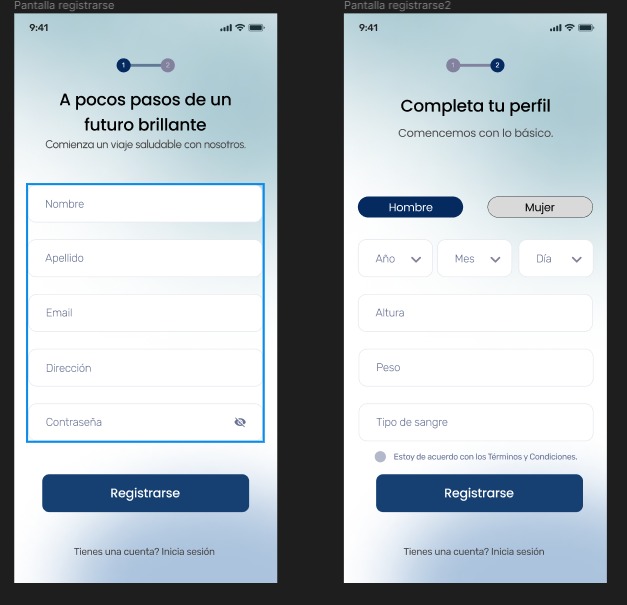 Pantalla registrarse
9:41
1
2
A pocos pasos de un
futuro brillante
Comienza un viaje saludable con nosotros.
Nombre
Apellido
Email
Dirección
Contraseña
Registrarse
Tienes una cuenta? Inicia sesión
Pantalla registrarse2
9:41
1
2
Completa tu perfil
Comencemos con lo básico.
Hombre
Mujer
Año
Mes
Día
Altura
Peso
Tipo de sangre
Estoy de acuerdo con los Términos y Condiciones.
Registrarse
Tienes una cuenta? Inicia sesión